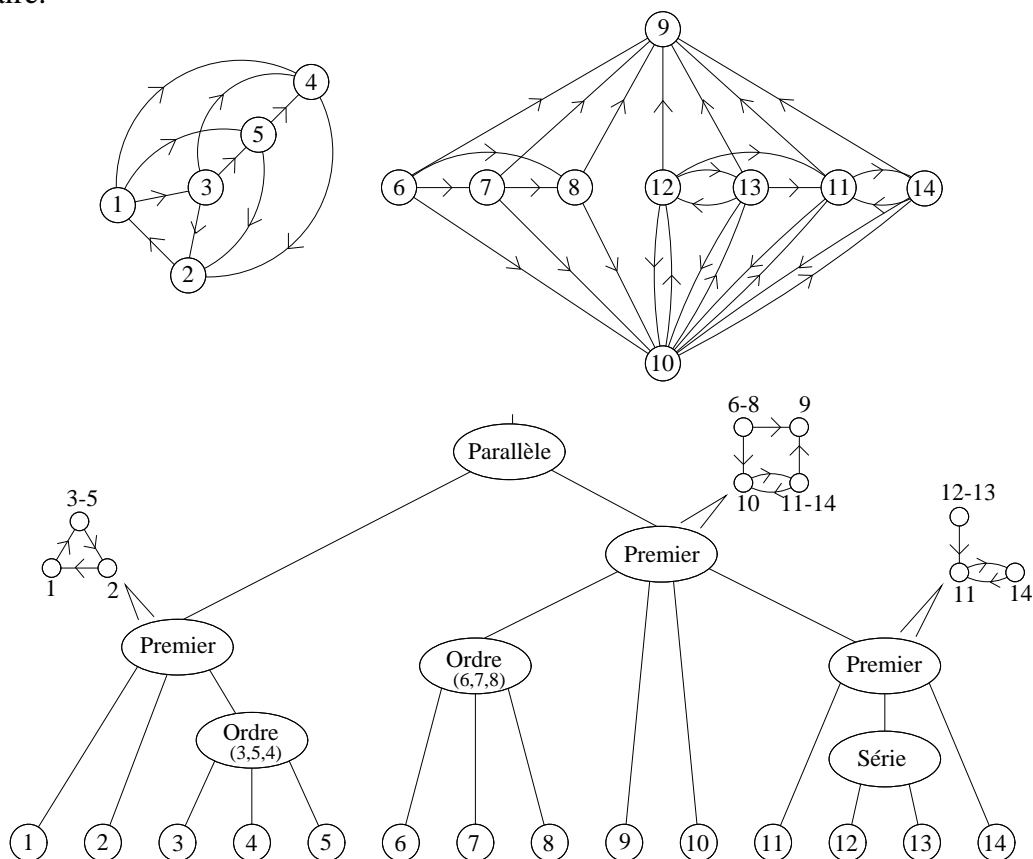 aire.
9
4
5
3
1
2
6 7 8 12 13 11 14
10
6-8 9
Parallèle
10 11-14
3-5
12-13
Premier
1 2
11 14
Premier
Ordre
(6,7,8)
Premier
Ordre
(3,5,4)
Série
1 2 3 4 5 6 7 8 9 10 11 12 13 14